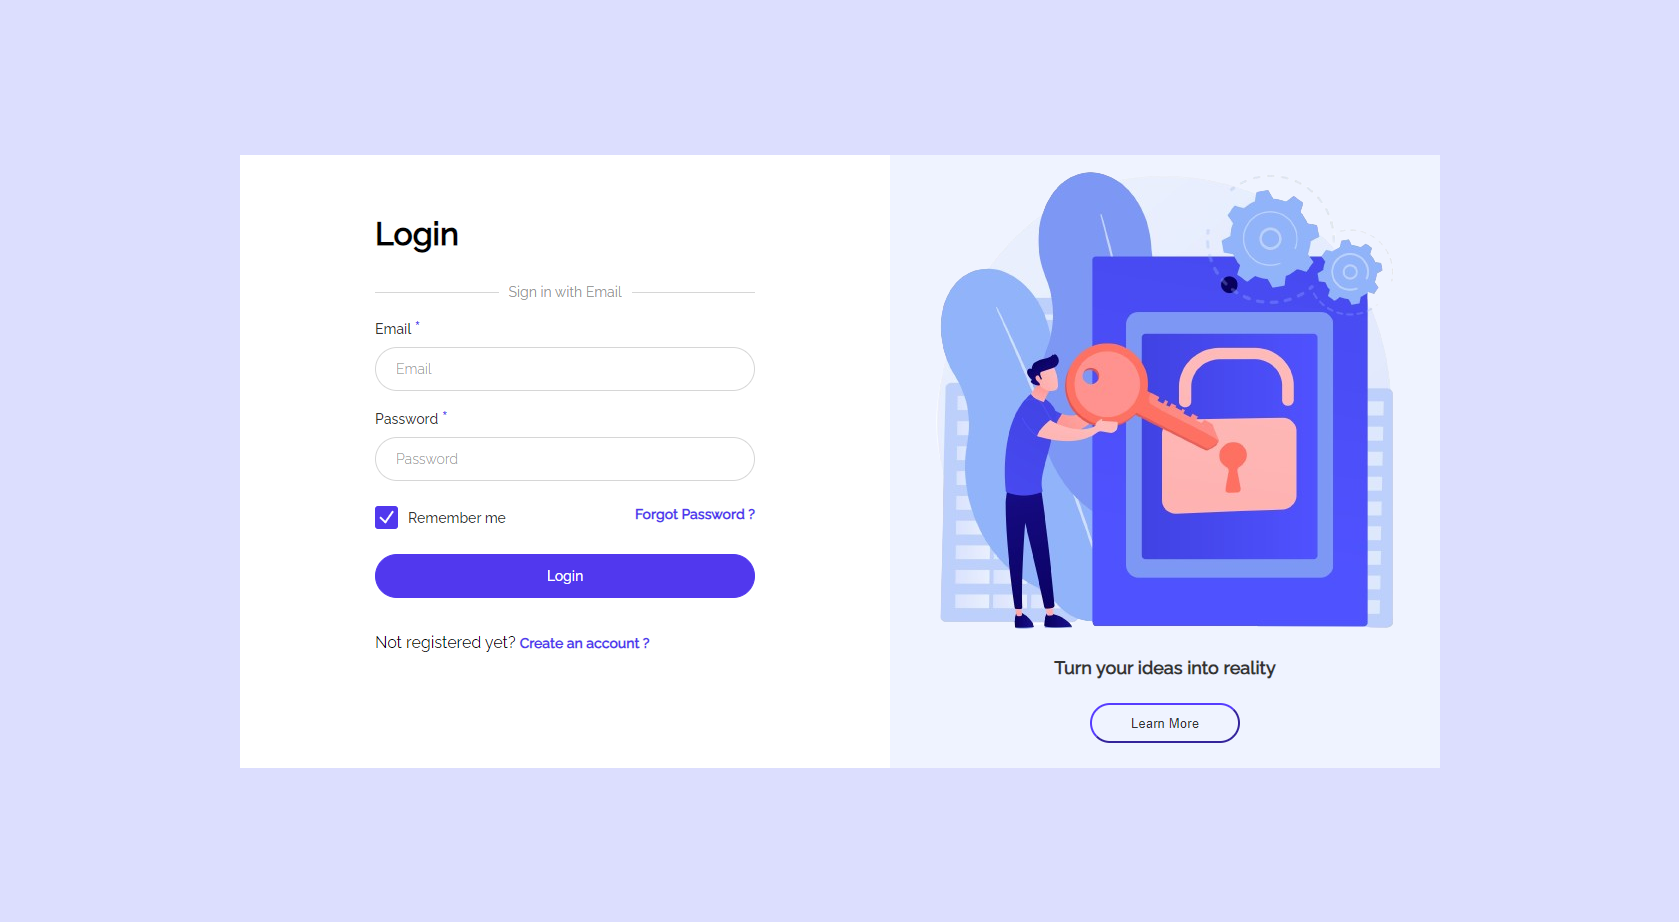 Login
Sign in with Email
Email *
Email
Password *
Password
Remember me
Forgot Password ?
Login
Not registered yet? Create an account ?
Turn your ideas into reality
Learn More